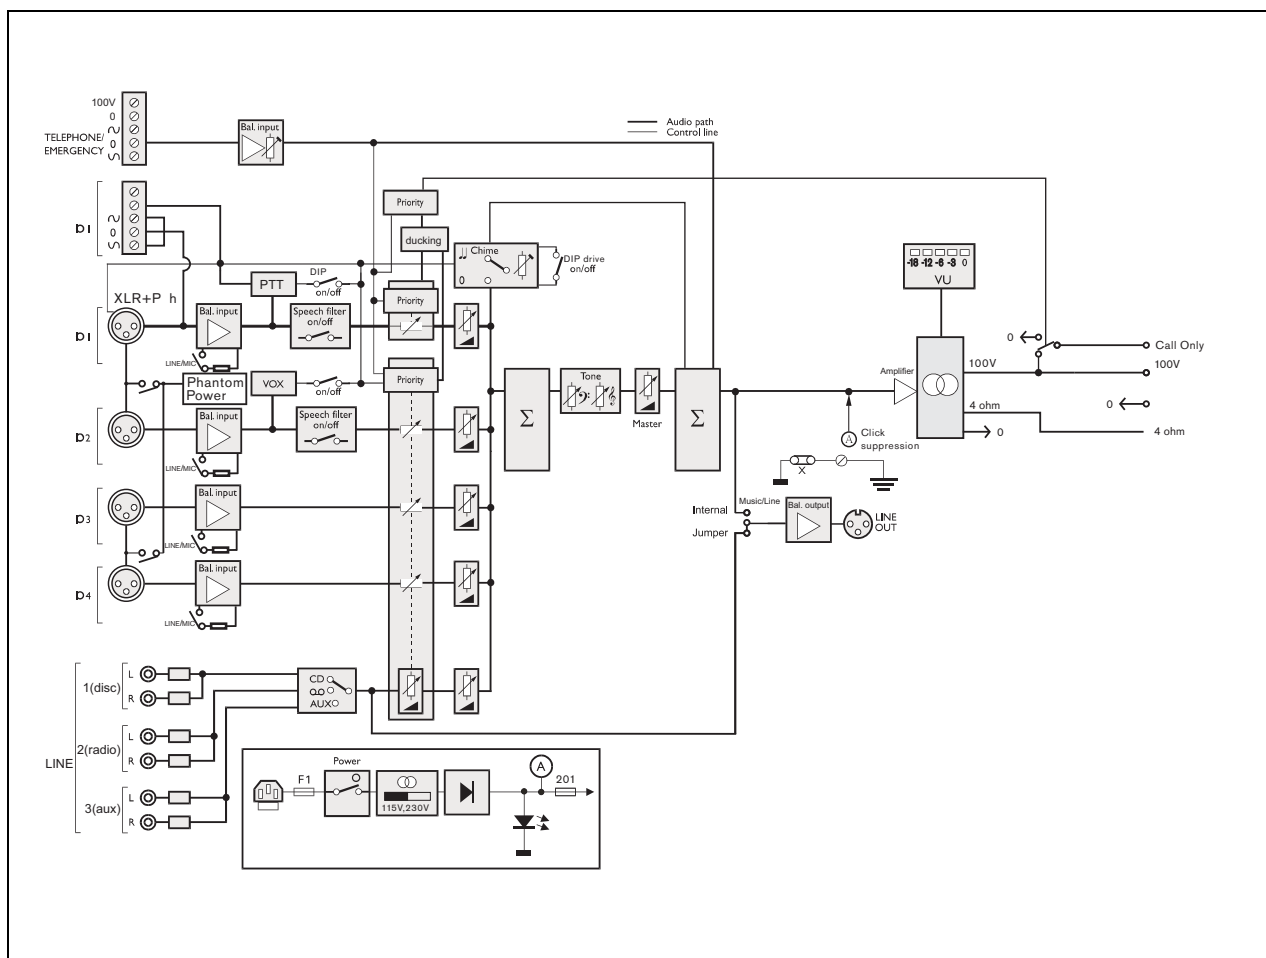 100V
0
TELEPHONE/
0
EMERGENCY
Bal. input
Audio path
Control line
Priority
ducking
Chime
0
DIP drive
on/off
0
PTT
DIP
on/off
XLR+P h
Bal. input
Speech filter
on/off
Priority
LINE/MIC
Phantom
Power
VOX
on/off
Priority
Bal. input
Speech filter
on/off
LINE/MIC
Bal. input
LINE/MIC
Bal. input
LINE/MIC
Σ
Tone
Master
Σ
-18 -12 -6 -3 0
VU
Amplifier
100V
4 ohm
0
0
Call Only
100V
0
4 ohm
A
Click
suppression
X
Internal
Music/Line
Jumper
Bal. output
LINE
OUT
LINE
1(disc)
L
R
CD
AUX
2(radio)
L
R
3(aux)
L
R
Power
F1
115V,230V
A
201